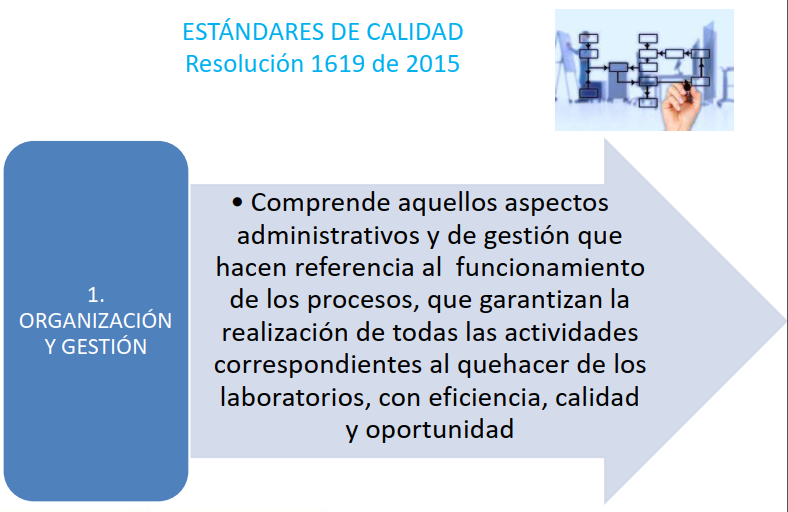 ESTÁNDARES DE CALIDAD
Resolución 1619 de 2015
1.
ORGANIZACIÓN
Y GESTIÓN
• Comprende aquellos aspectos
administrativos y de gestión que
hacen referencia al  funcionamiento
de los procesos, que garantizan la
realización de todas las actividades
correspondientes al quehacer de los
laboratorios, con eficiencia, calidad
y oportunidad